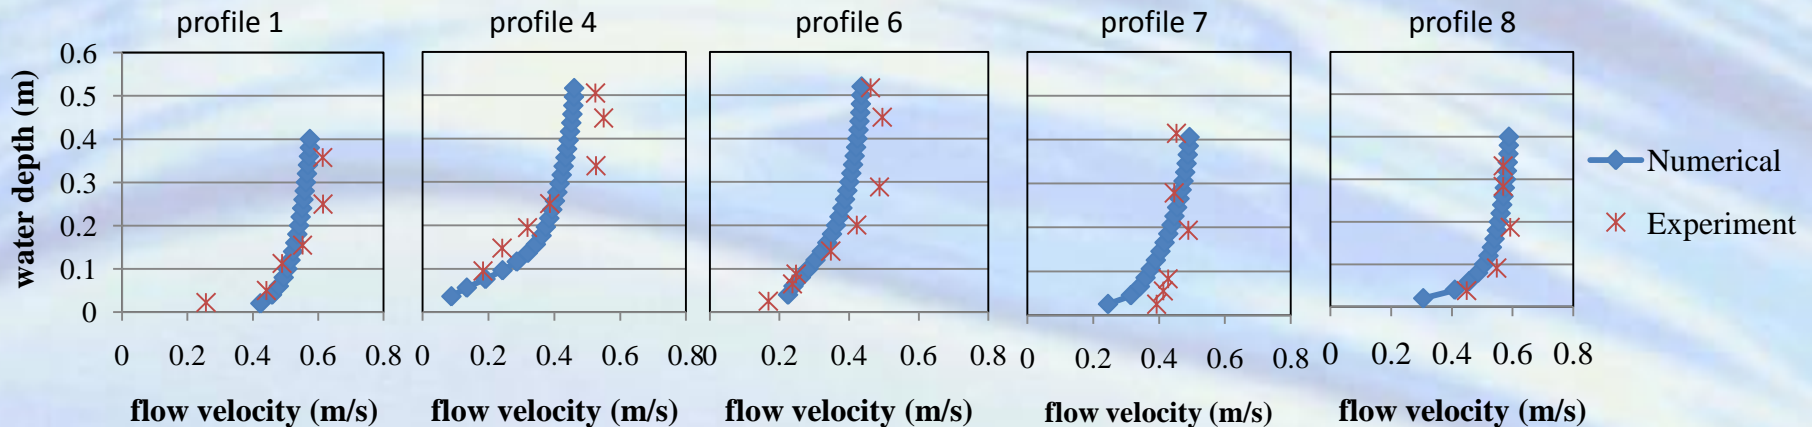 profile 1 profile 4 profile 6 profile 7 profile 8
0.6
0.5
0.4
0.3
0.2
0.1
0
water depth (m)
0 0.2 0.4 0.6 0.8 0 0.2 0.4 0.6 0.8 0 0.2 0.4 0.6 0.8 0 0.2 0.4 0.6 0.8 0 0.2 0.4 0.6 0.8
flow velocity (m/s) flow velocity (m/s) flow velocity (m/s) flow velocity (m/s) flow velocity (m/s)
Numerical
Experiment